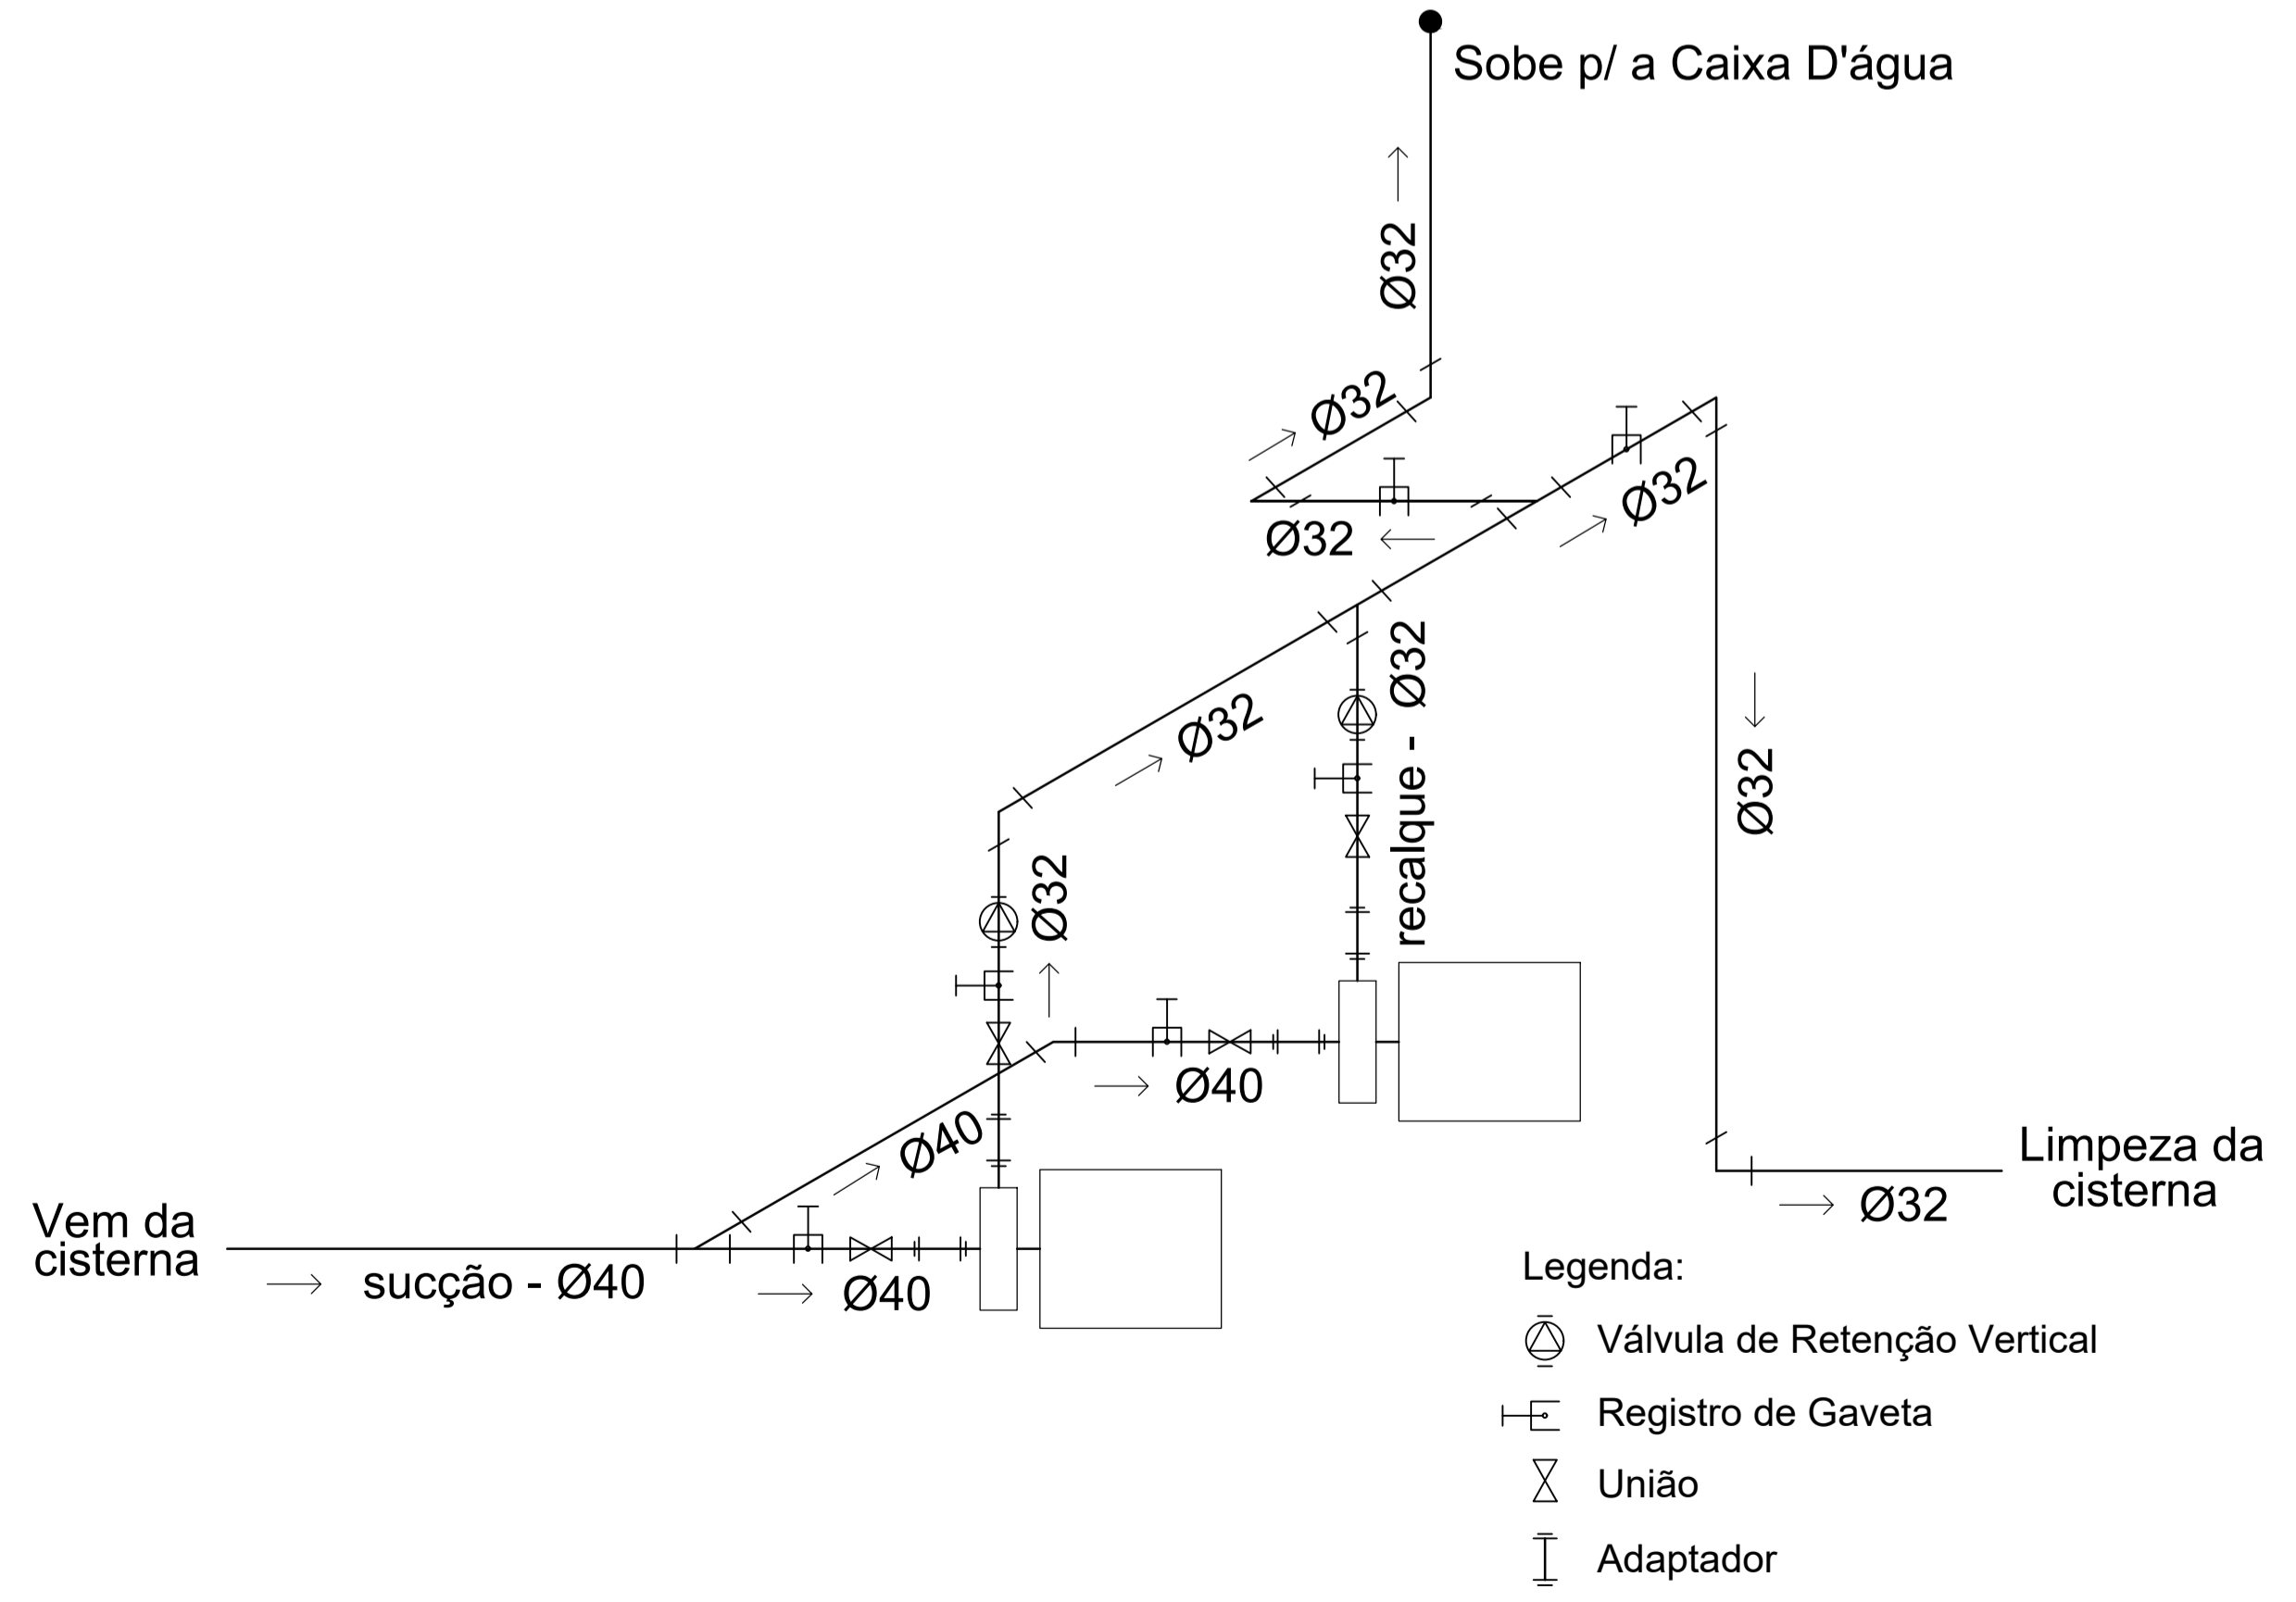 Sobe p/ a Caixa D'água
Ø32
Ø32
Ø32
Ø32
Ø32
recalque - Ø32
Ø32
Ø32
Ø40
Ø40
Vem da
cisterna
sucção - Ø40
Ø40
Limpeza da
cisterna
Ø32
Legenda:
Válvula de Retenção Vertical
Registro de Gaveta
União
Adaptador